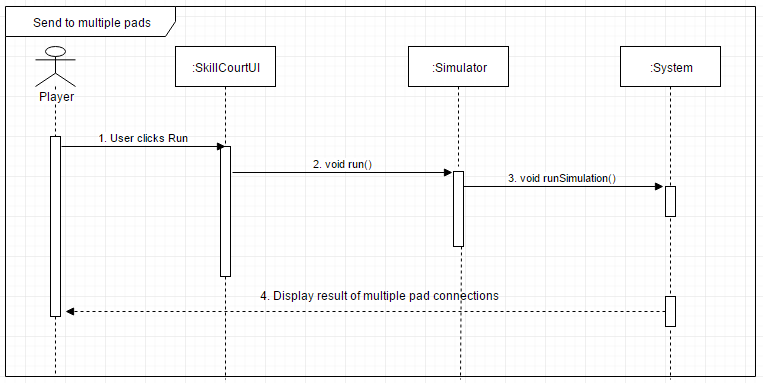 Send to multiple pads
:SkillCourtUI
:Simulator
:System
Player
1. User clicks Run
2. void run()
3. void runSimulation()
4. Display result of multiple pad connections